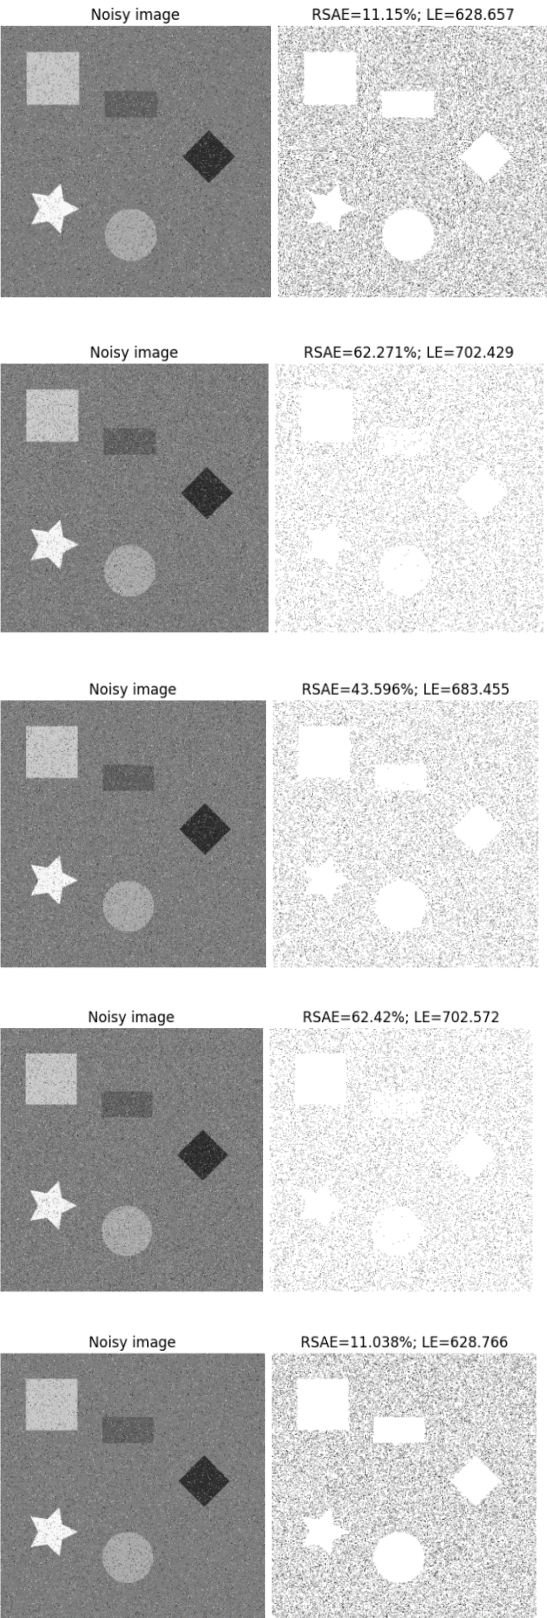 Noisy image RSAE=11.15%; LE=628.657
Noisy image RSAE=62.271%; LE=702.429
Noisy image RSAE=43.596%; LE=683.455
Noisy image RSAE=62.42%; LE=702.572
Noisy image RSAE=11.038%; LE=628.766